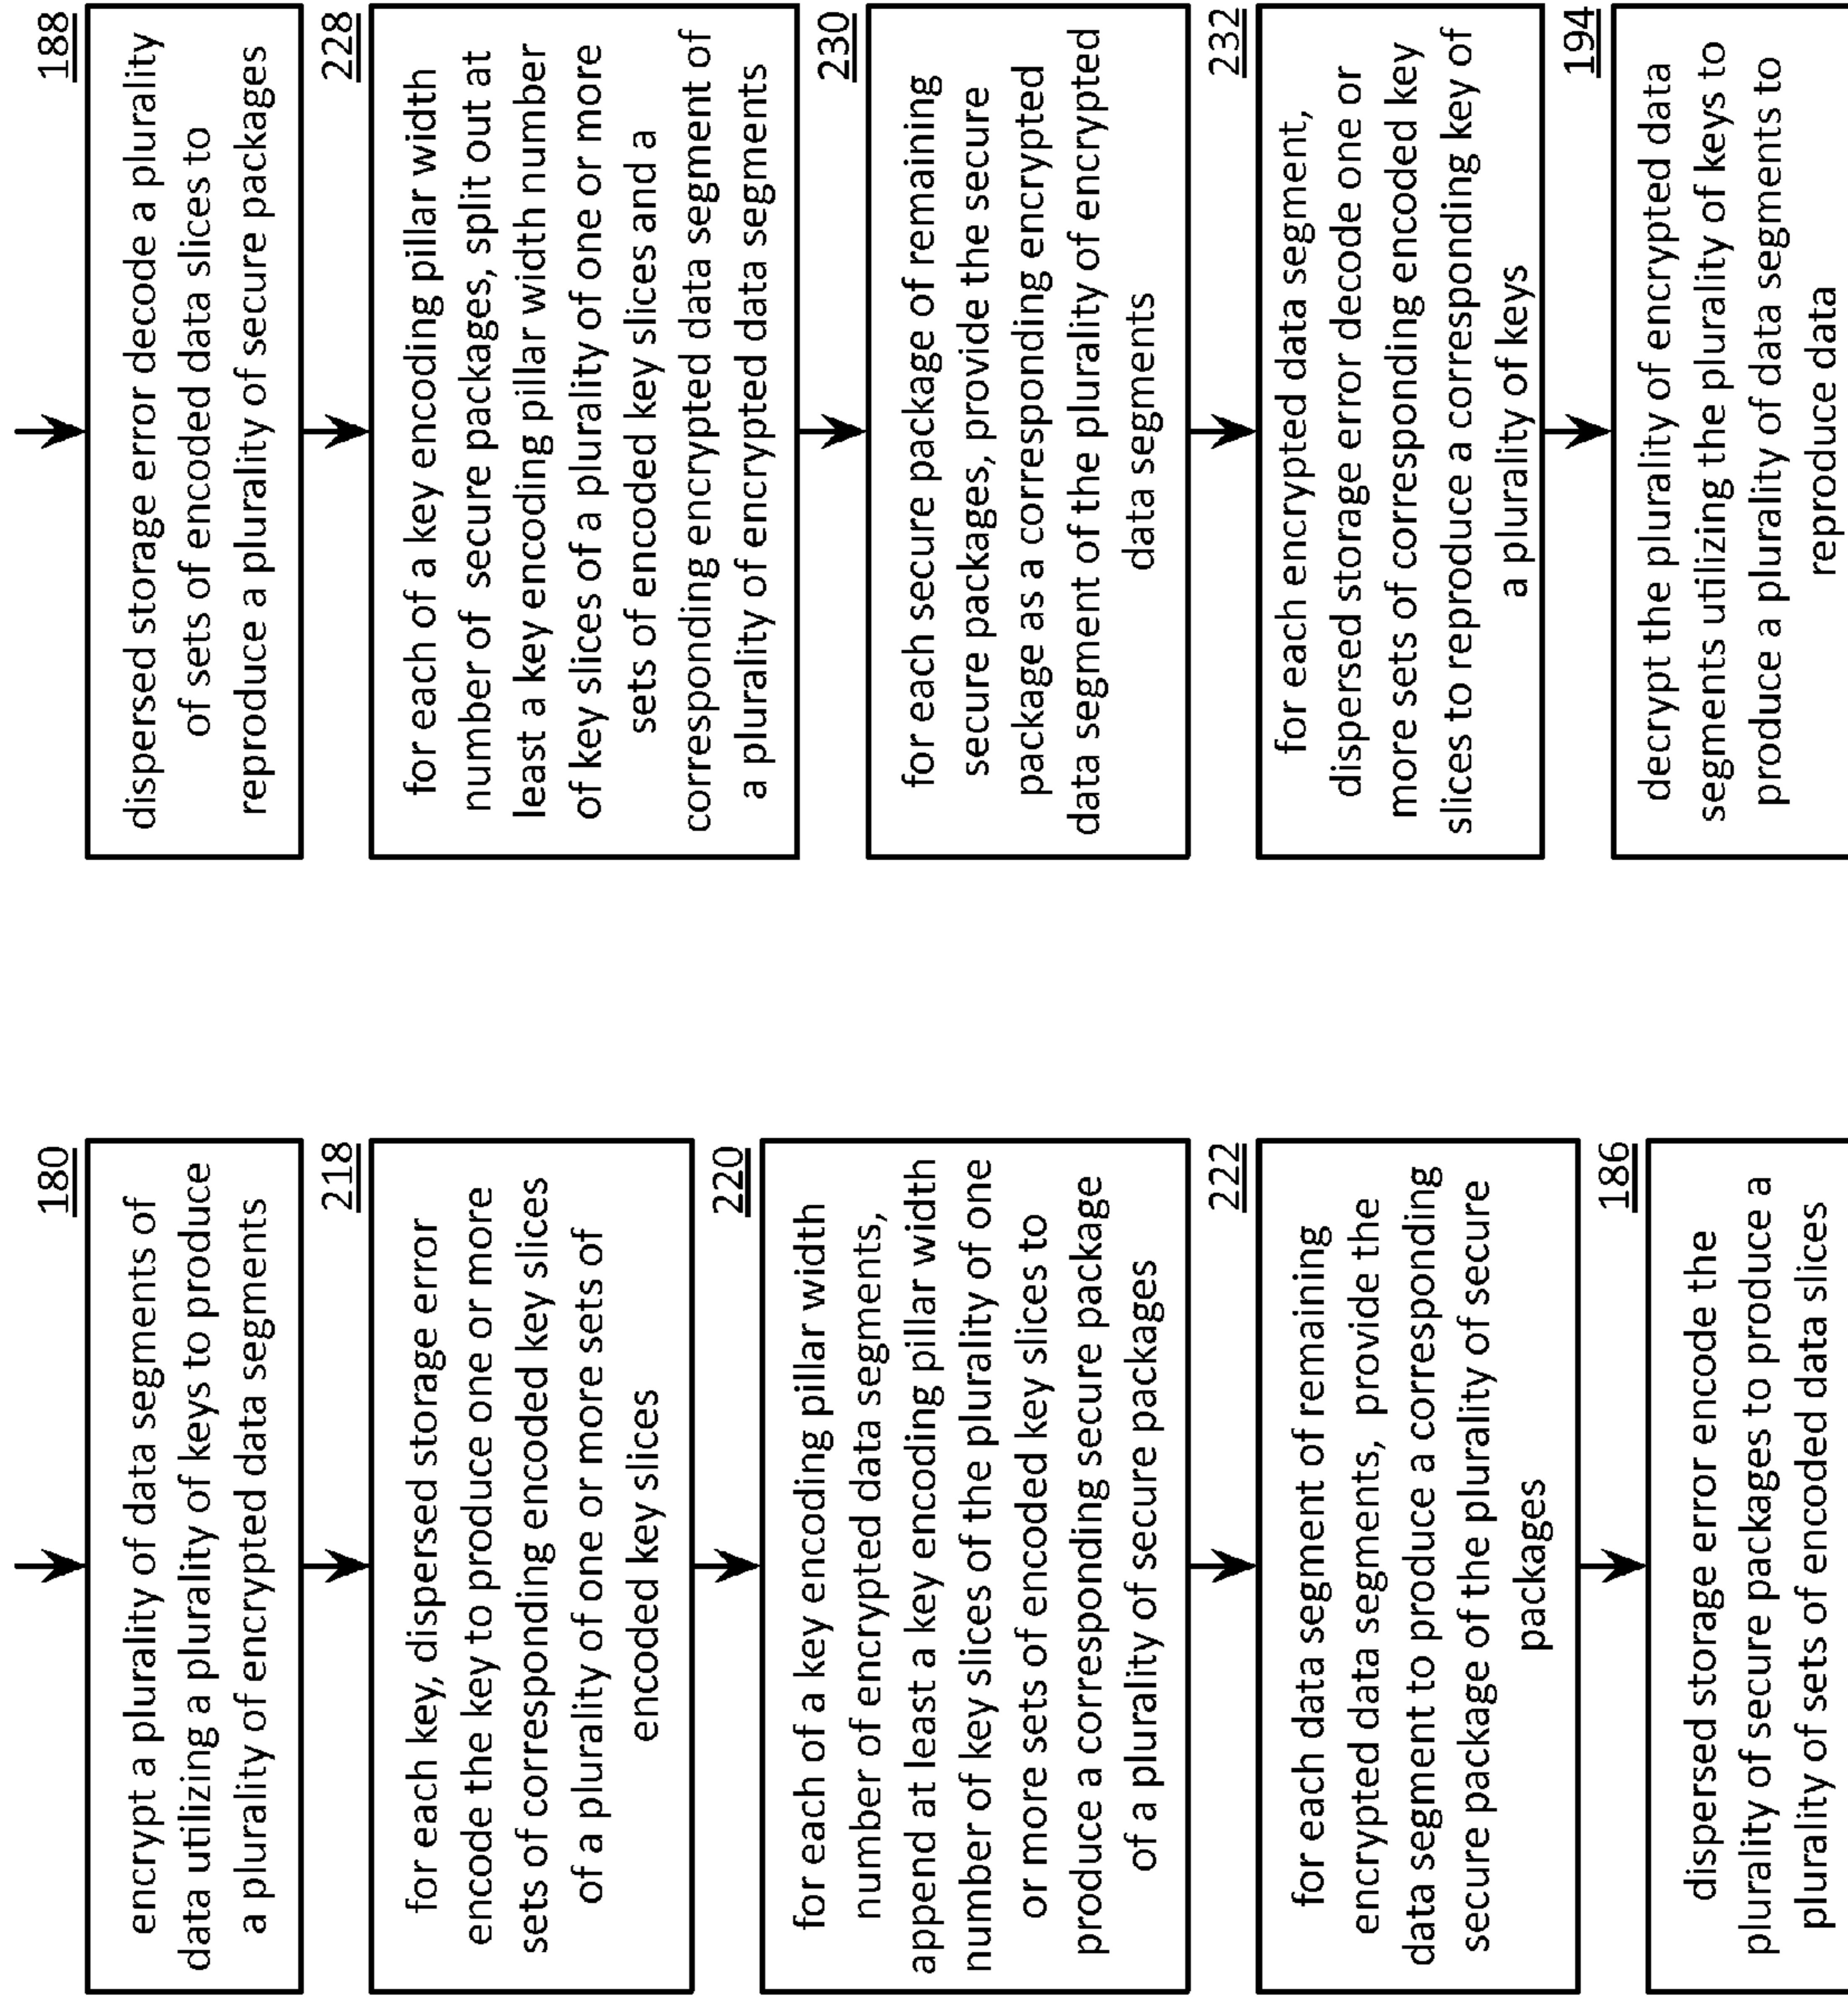 180
encrypt a plurality of data segments of
data utilizing a plurality of keys to produce
a plurality of encrypted data segments
218
for each key, dispersed storage error
encode the key to produce one or more
sets of corresponding encoded key slices
of a plurality of one or more sets of
encoded key slices
220
for each of a key encoding pillar width
number of encrypted data segments,
append at least a key encoding pillar width
number of key slices of the plurality of one
or more sets of encoded key slices to
produce a corresponding secure package
of a plurality of secure packages
222
for each data segment of remaining
encrypted data segments, provide the
data segment to produce a corresponding
secure package of the plurality of secure
packages
186
dispersed storage error encode the
plurality of secure packages to produce a
plurality of sets of encoded data slices
188
dispersed storage error decode a plurality
of sets of encoded data slices to
reproduce a plurality of secure packages
228
for each of a key encoding pillar width
number of secure packages, split out at
least a key encoding pillar width number
of key slices of a plurality of one or more
sets of encoded key slices and a
corresponding encrypted data segment of
a plurality of encrypted data segments
230
for each secure package of remaining
secure packages, provide the secure
package as a corresponding encrypted
data segment of the plurality of encrypted
data segments
232
for each encrypted data segment,
dispersed storage error decode one or
more sets of corresponding encoded key
slices to reproduce a corresponding key of
a plurality of keys
194
decrypt the plurality of encrypted data
segments utilizing the plurality of keys to
produce a plurality of data segments to
reproduce data